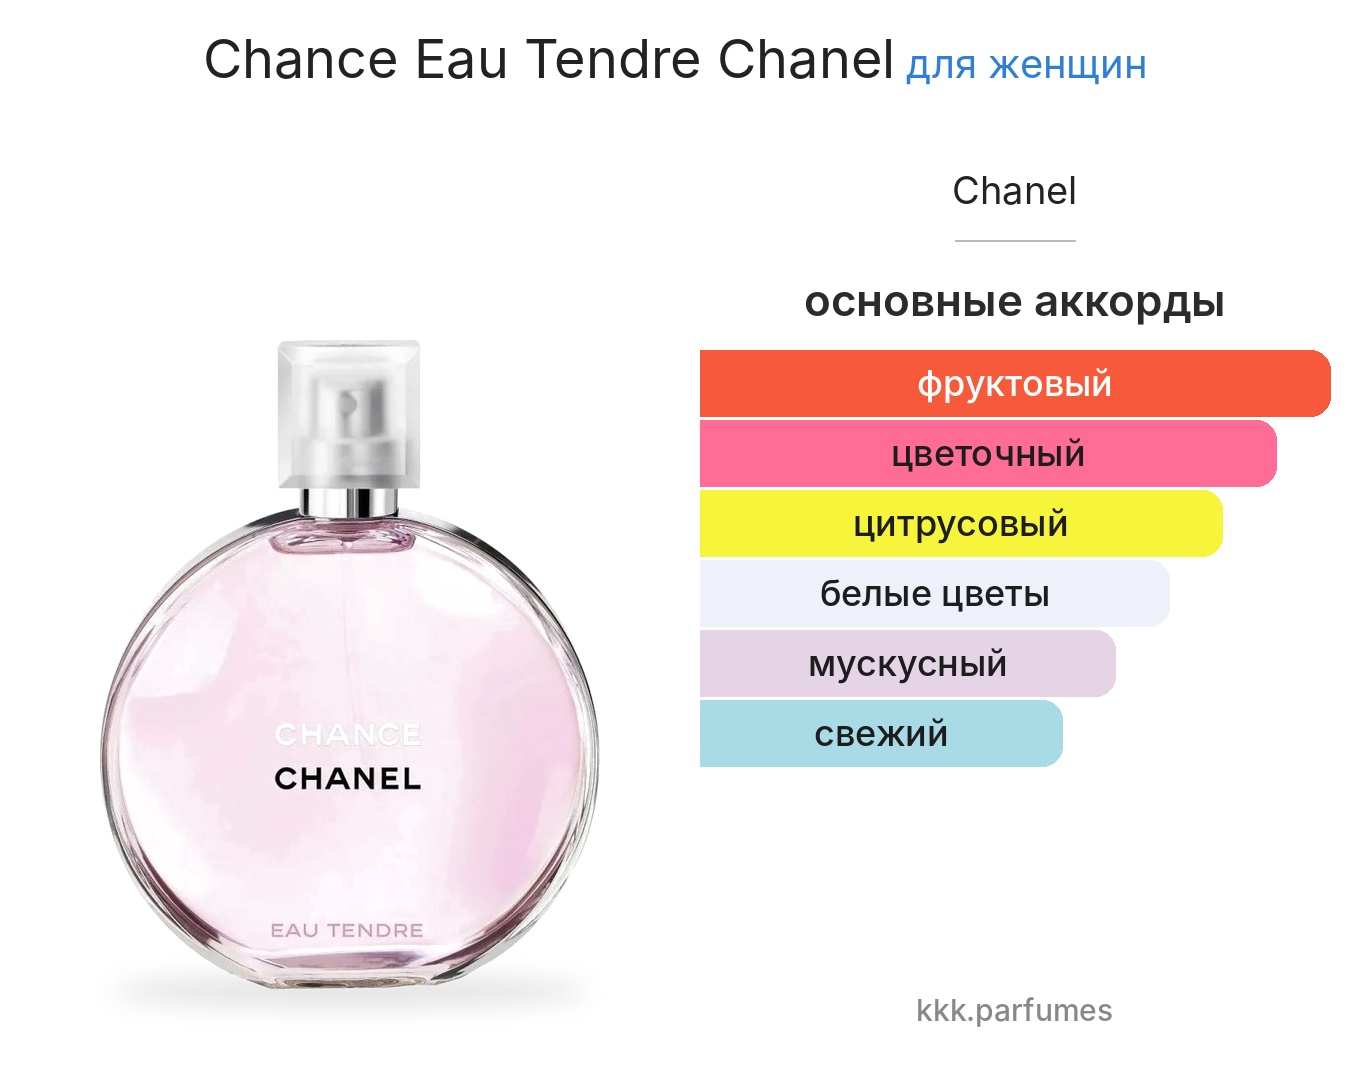 Chance Eau Tendre Chanel для женщин
Chanel
основные аккорды
фруктовый
цветочный
цитрусовый
белые цветы
мускусный
свежий
CHANCE
CHANEL
EAU TENDRE
kkk.parfumes